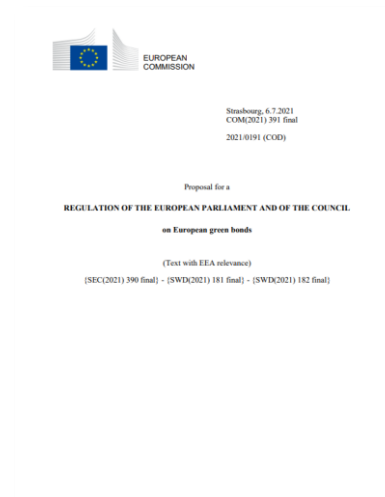 EUROPEAN
COMMISSION
Strasbourg, 6.7.2021
COM(2021) 391 final
2021/0191 (COD)
Proposal for a
REGULATION OF THE EUROPEAN PARLIAMENT AND OF THE COUNCIL
on European green bonds
(Text with EEA relevance)
{SEC(2021) 390 final} - {SWD(2021) 181 final} - {SWD(2021) 182 final}